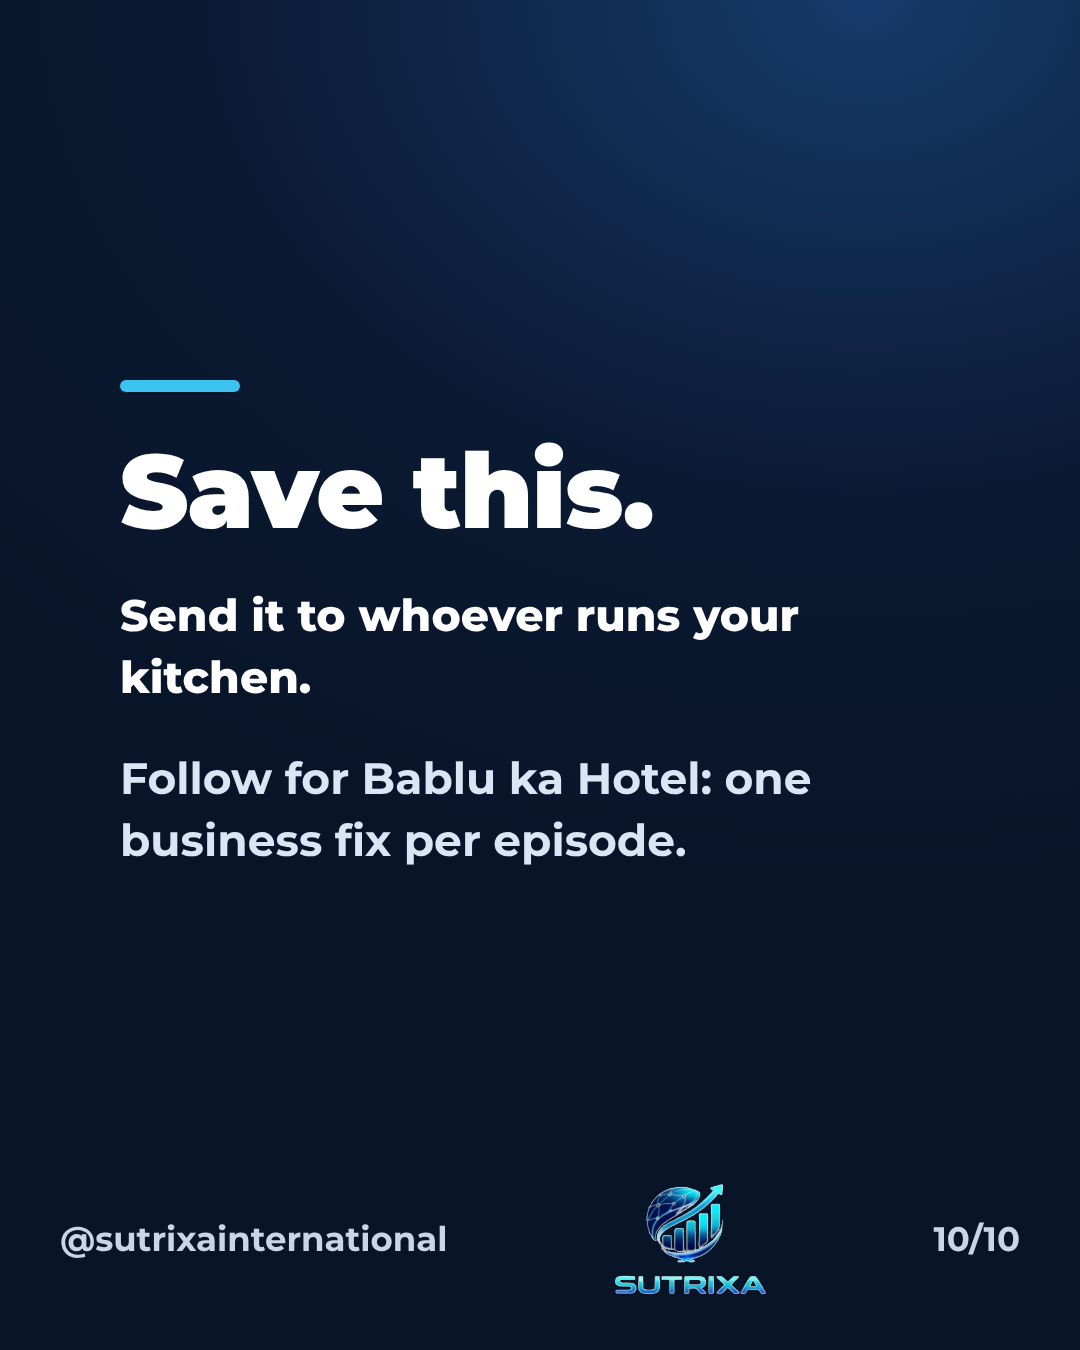 Save this.
Send it to whoever runs your
kitchen.
Follow for Bablu ka Hotel: one
business fix per episode.
@sutrixainternational
SUTRIXA
10/10